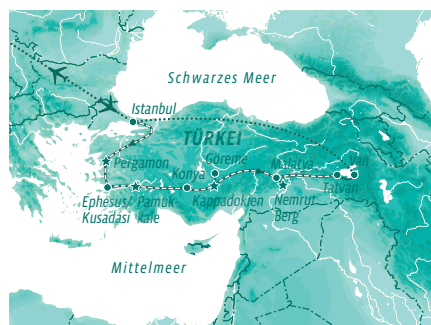 Schwarzes Meer
Istanbul
TÜRKEI
Pergamon
Göreme
Konya
Malatya
Van
Ephesus/
Kusadasi
Pamuk-
kale
Kappadokien
Nemrut
Berg
Tatvan
Mittelmeer